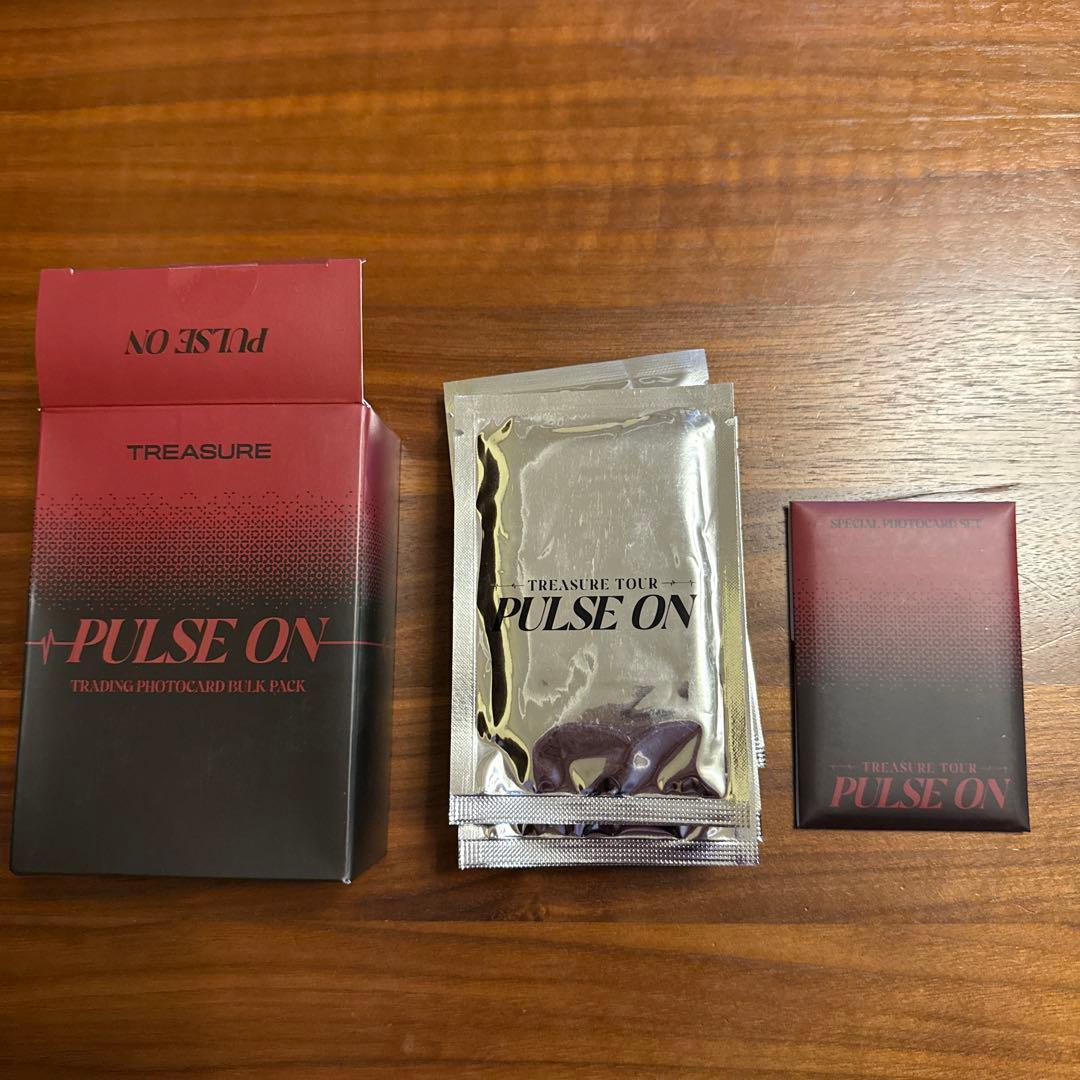 PULSE ON
TREASURE
PULSE ON
TRADING PHOTOCARD BULK PACK
TREASURE TOUR
PULSE ON
SPECIAL PHOTOCARD SET
TREASURE TOUR
PULSE ON